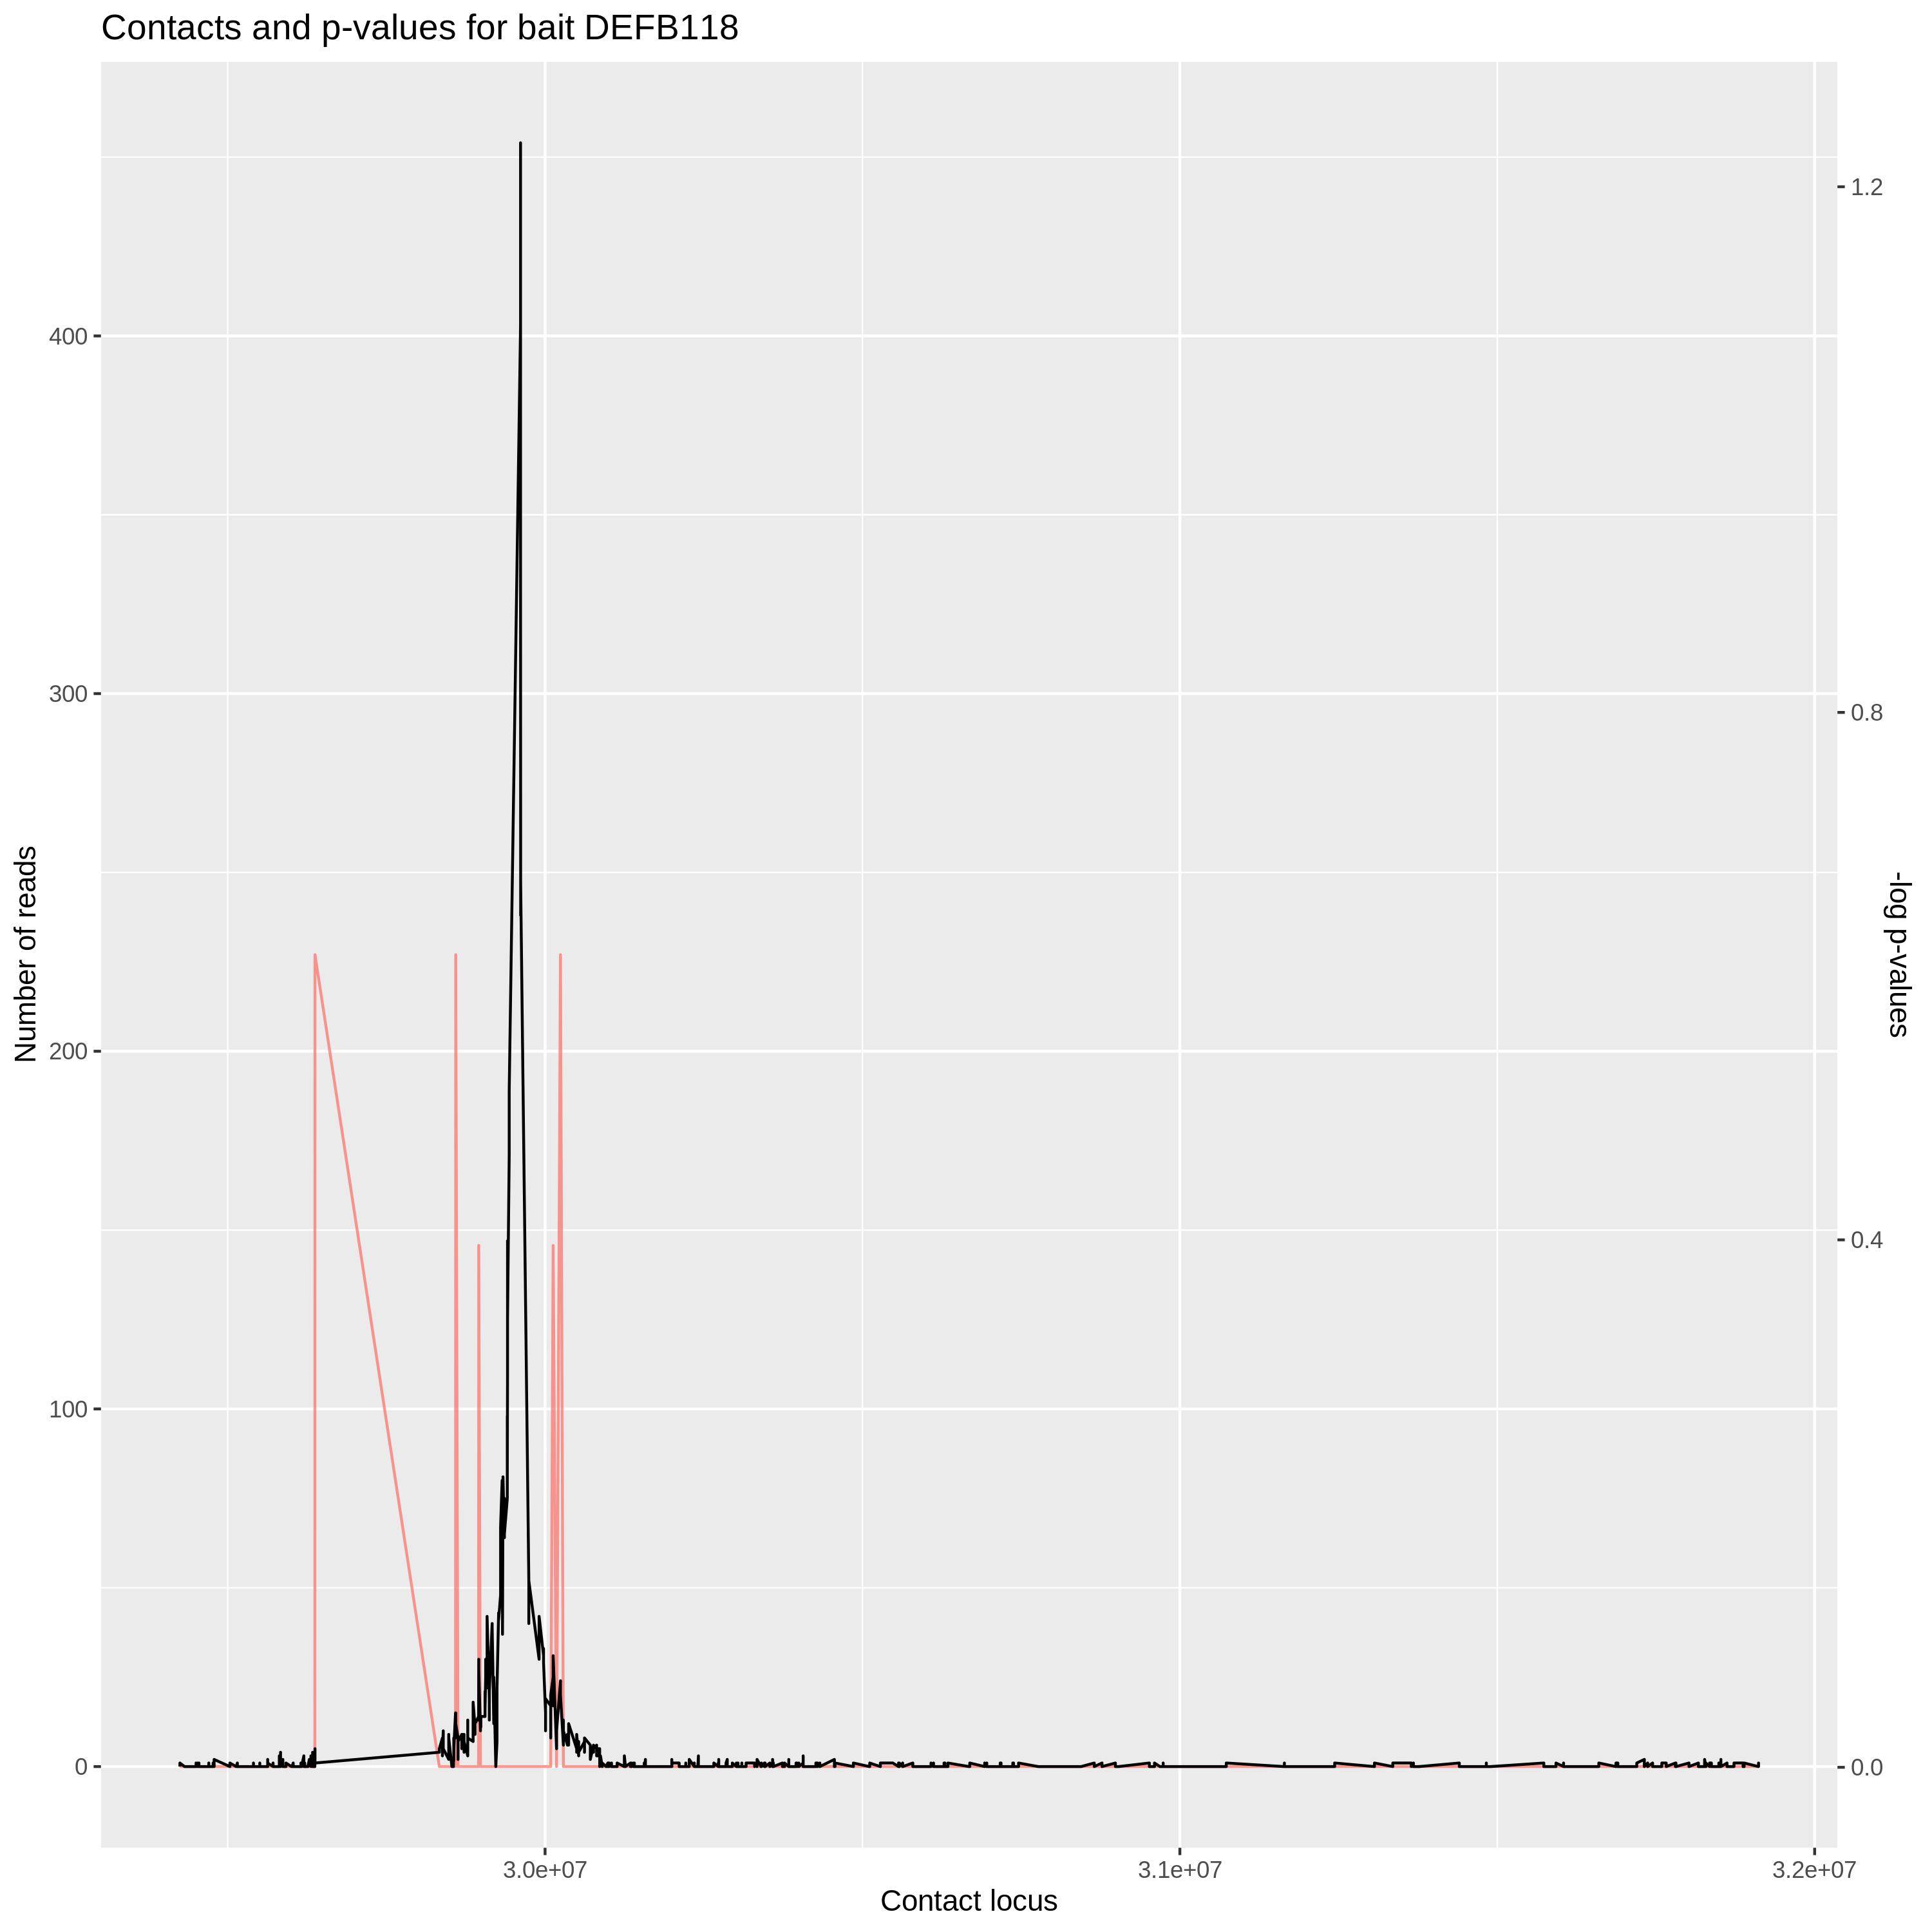 Contacts and p-values for bait DEFB118
Number of reads
400
300
200
100
0
1.2
0.8
0.4
0.0
-log p-values
3.0e+07
3.1e+07
3.2e+07
Contact locus